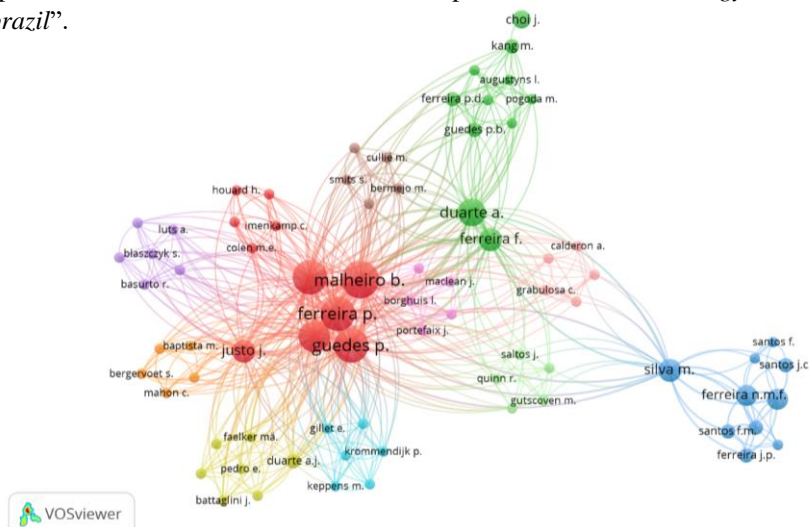 razil”.
choi j.
kang m.
augustyns l.
ferreira p.d.
pogoda m.
guedes p.b.
cullie m.
smits s.
bermejo m.
houard h.
imenkamp c.
colen m.e.
duarte a.
ferreira f.
luts a.
błaszczyk s.
basurto r.
calderon a.
grabulosa c.
malheiro b.
maclean j.
borghuis l.
ferreira p.
portefaix j.
guedes p.
justo j.
baptista m.
bergervoet s.
mahon c.
saltos j.
quinn r.
gutscoven m.
silva m.
santos f.
santos j.c
ferreira n.m.f.
santos f.m.
ferreira j.p.
faelker ma.
gillet e.
krommendijk p.
duarte a.j.
pedro e.
keppens m.
battaglini j.
VOSviewer